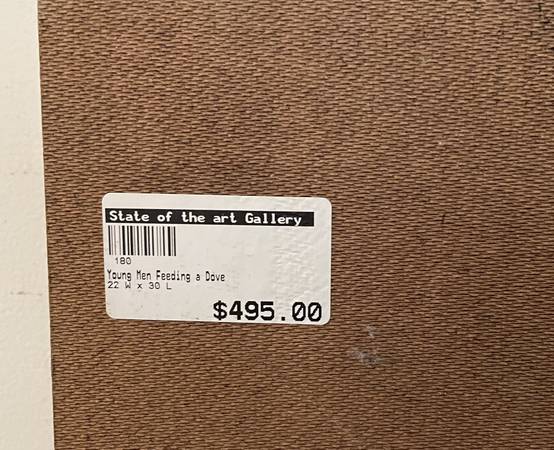 State of the art Gallery
180
Young Men Feeding a Dove
22 W x 30 L
$495.00